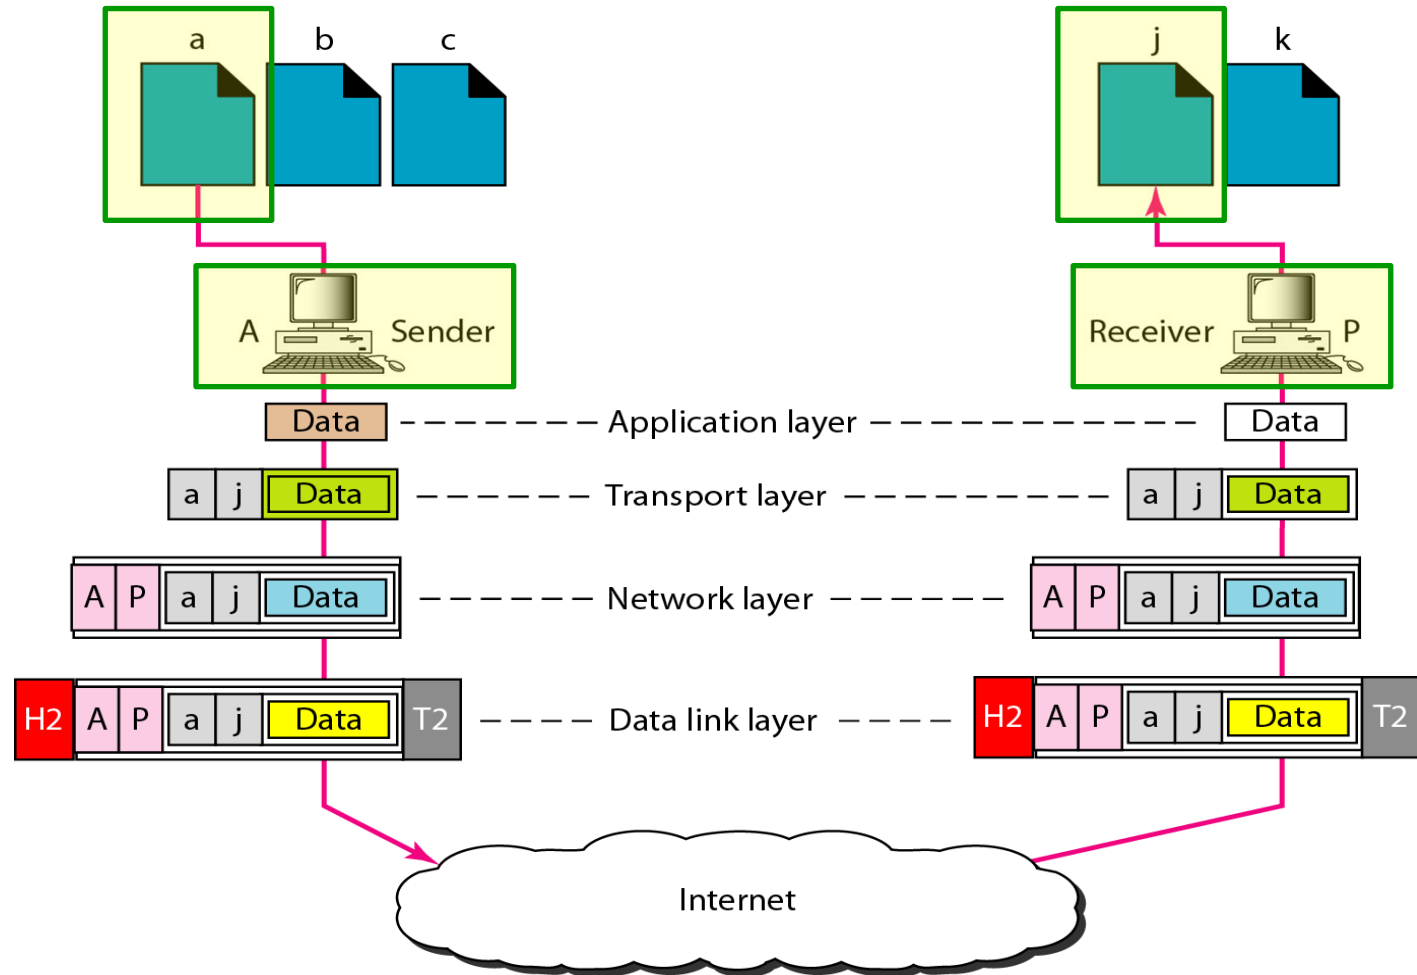 a b c j k
A Sender Receiver P
Data Application layer Data
a j Data Transport layer a j Data
A P a j Data Network layer A P a j Data
H2 A P a j Data T2 Data link layer H2 A P a j Data T2
Internet